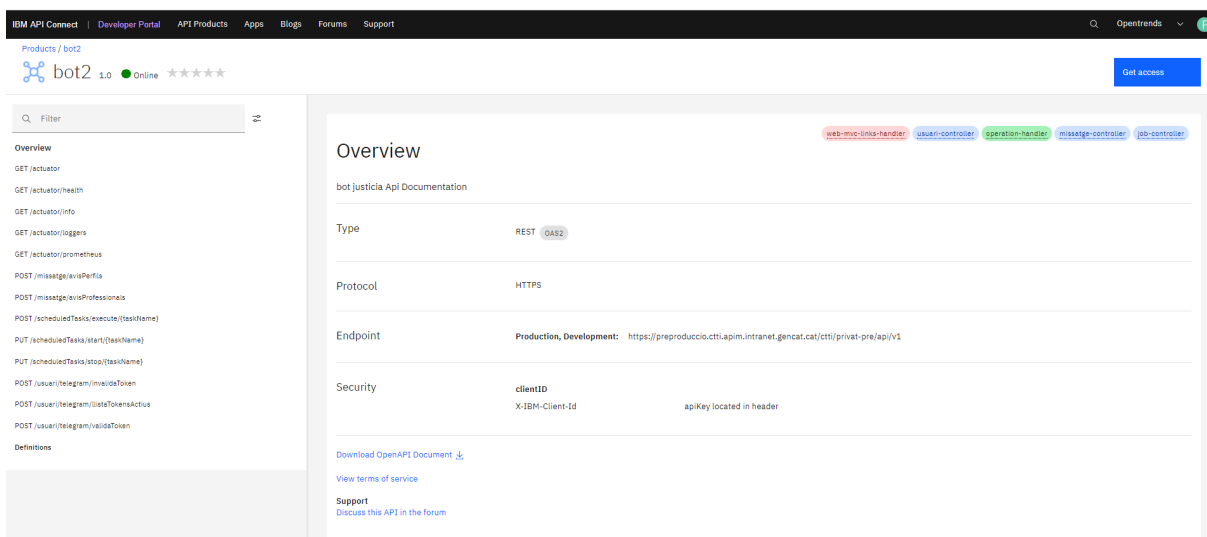 IBM API Connect | Developer Portal API Products Apps Blogs Forums Support Opentrends
Products / bot2
bot2 1.0 Online
Get access
Filter
Overview
GET /actuator
GET /actuator/health
GET /actuator/info
GET /actuator/loggers
GET /actuator/prometheus
POST /missatge/avisPerfils
POST /missatge/avisProfessionals
POST /scheduledTasks/execute/{taskName}
PUT /scheduledTasks/start/{taskName}
PUT /scheduledTasks/stop/{taskName}
POST /usuari/telegram/invalidaToken
POST /usuari/telegram/llistaTokensActius
POST /usuari/telegram/validaToken
Definitions
web-mvc-links-handler usuari-controller operation-handler missatge-controller job-controller
Overview
bot justicia Api Documentation
Type REST OAS2
Protocol HTTPS
Endpoint Production, Development: https://preproduccio.ctti.apim.intranet.gencat.cat/ctti/privat-pre/api/v1
Security clientID
X-IBM-Client-Id apiKey located in header
Download OpenAPI Document
View terms of service
Support
Discuss this API in the forum